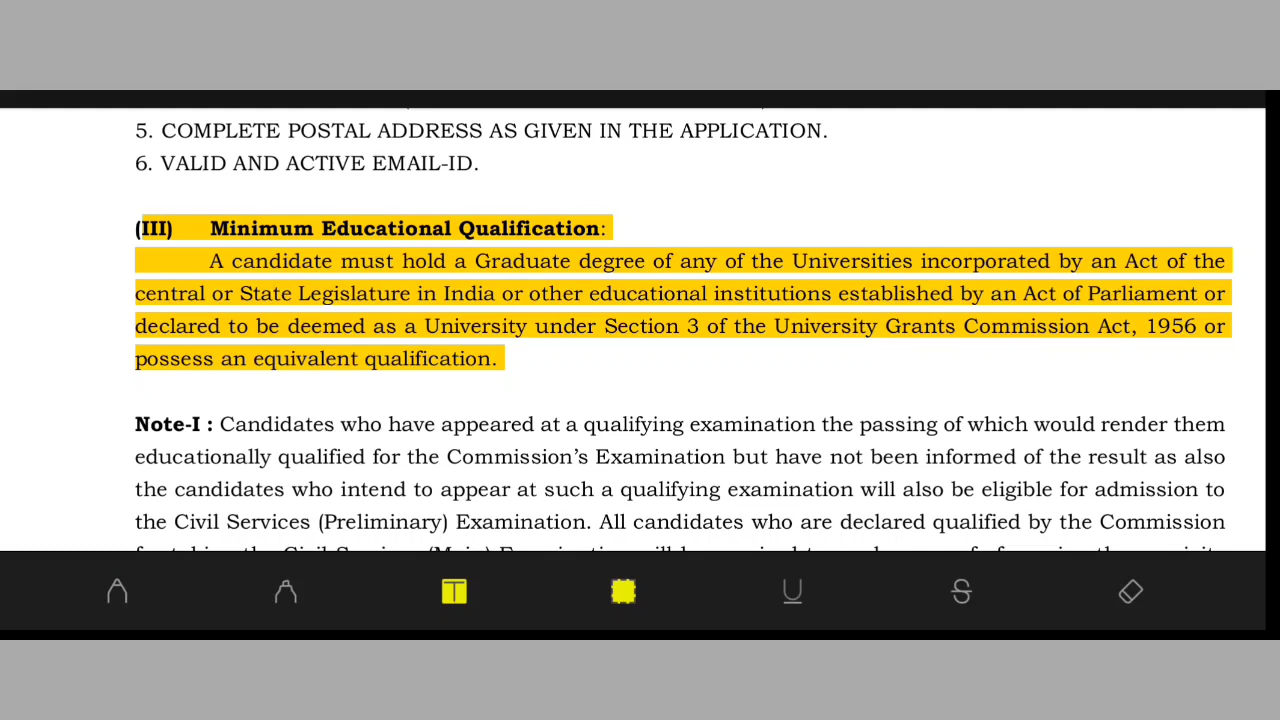 5. COMPLETE POSTAL ADDRESS AS GIVEN IN THE APPLICATION.
6. VALID AND ACTIVE EMAIL-ID.
(III) Minimum Educational Qualification:
A candidate must hold a Graduate degree of any of the Universities incorporated by an Act of the
central or State Legislature in India or other educational institutions established by an Act of Parliament or
declared to be deemed as a University under Section 3 of the University Grants Commission Act, 1956 or
possess an equivalent qualification.
Note-I : Candidates who have appeared at a qualifying examination the passing of which would render them
educationally qualified for the Commission’s Examination but have not been informed of the result as also
the candidates who intend to appear at such a qualifying examination will also be eligible for admission to
the Civil Services (Preliminary) Examination. All candidates who are declared qualified by the Commission